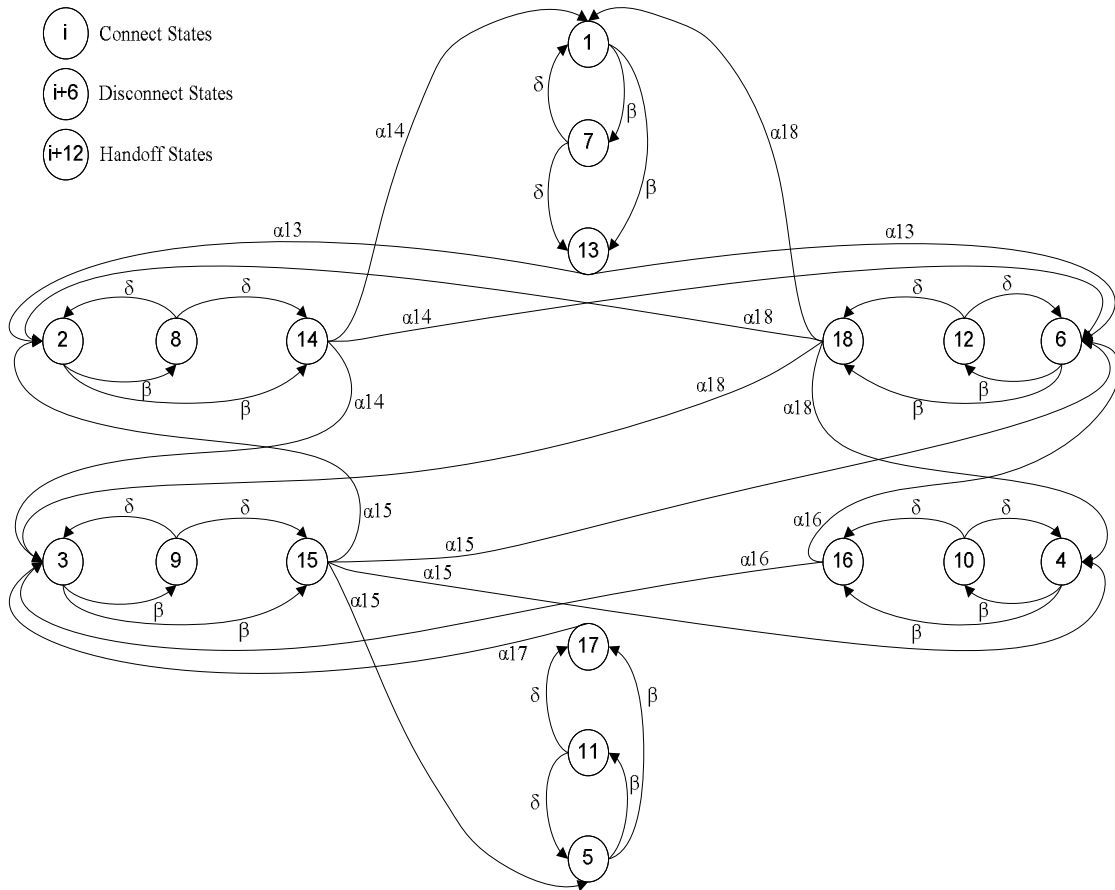 i Connect States
i+6 Disconnect States
i+12 Handoff States
1
δ
β
7
δ
β
13
α14
α18
α13
α13
δ
δ
2
8
14
β
β
α14
α14
α18
α18
α18
δ
δ
18
12
6
β
β
δ
δ
3
9
15
β
β
α15
α15
α15
α15
α16
α16
δ
δ
16
10
4
β
β
α17
17
δ
β
11
δ
β
5